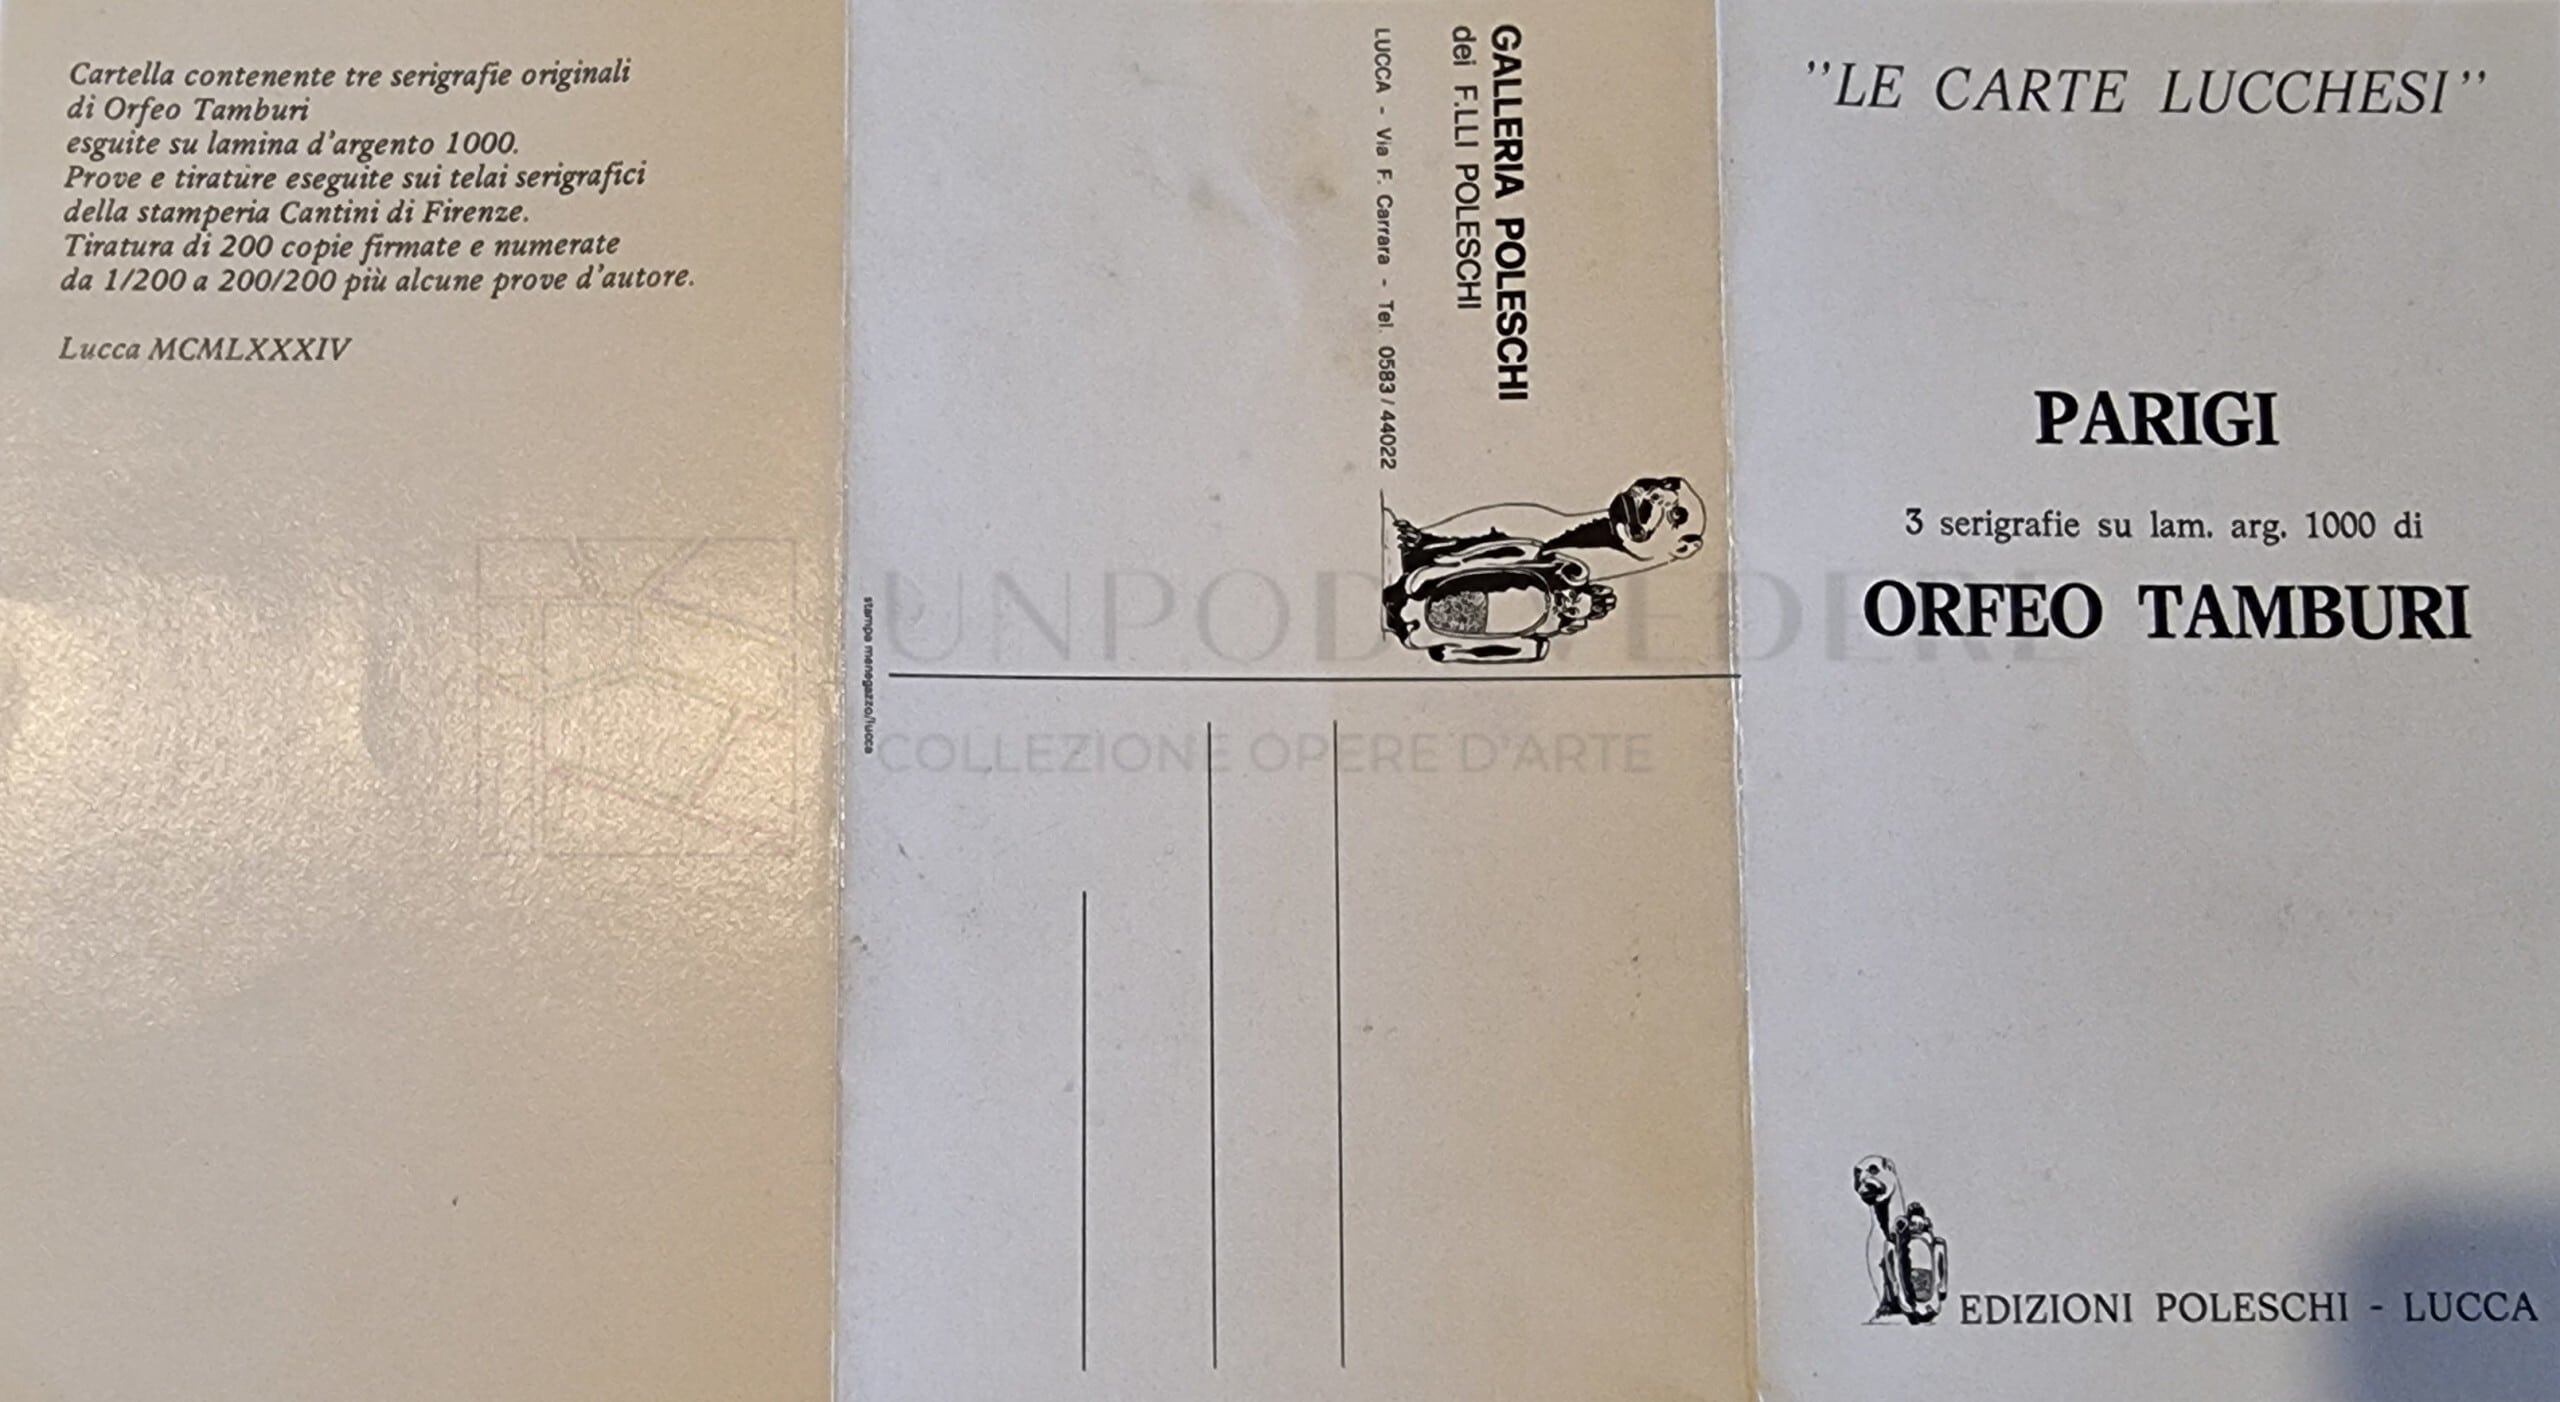 Cartella contenente tre serigrafie originali
di Orfeo Tamburi
esguite su lamina d'argento 1000.
Prove e tirature eseguite sui telai serigrafici
della stamperia Cantini di Firenze.
Tiratura di 200 copie firmate e numerate
da 1/200 a 200/200 più alcune prove d'autore.
Lucca MCMLXXXIV
GALLERIA POLESCHI
dei F.LLI POLESCHI
LUCCA - Via F. Carrara - Tel. 0583 / 44022
stampa menegazzo/lucca
"LE CARTE LUCCHESI"
PARIGI
3 serigrafie su lam. arg. 1000 di
ORFEO TAMBURI
EDIZIONI POLESCHI - LUCCA
UNPODIVEDERE
COLLEZIONE OPERE D'ARTE